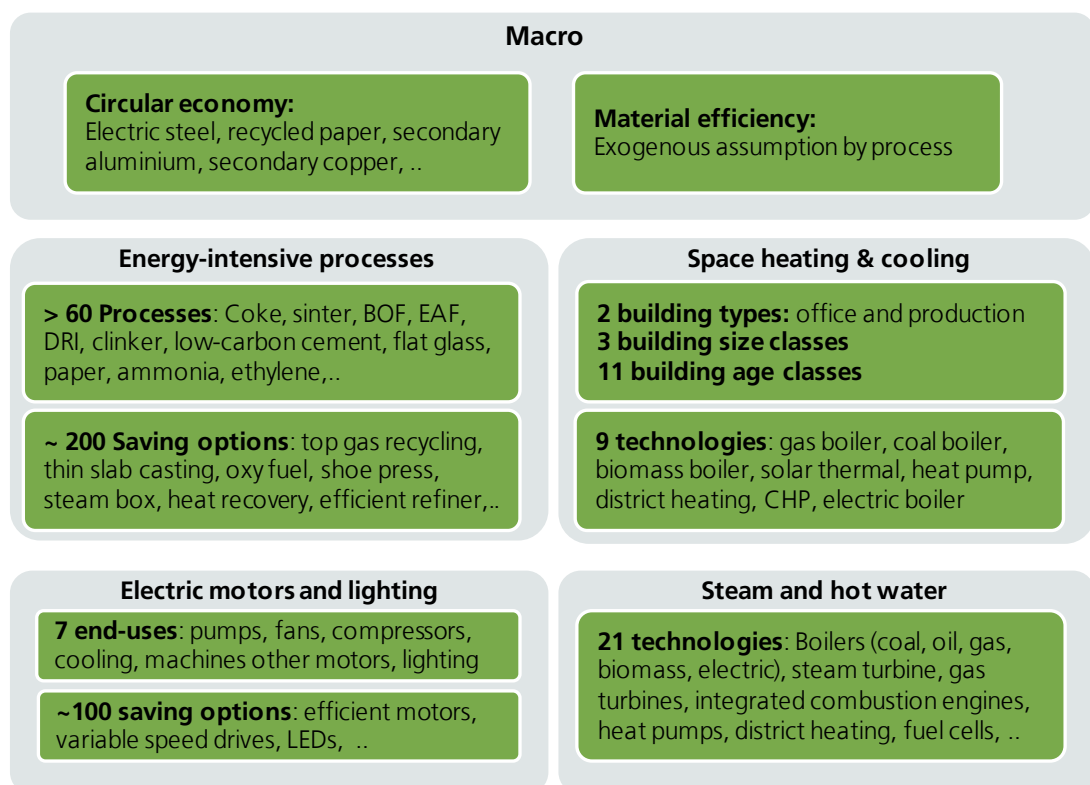 Macro
Circular economy:
Electric steel, recycled paper, secondary
aluminium, secondary copper, ..
Material efficiency:
Exogenous assumption by process
Energy-intensive processes
> 60 Processes: Coke, sinter, BOF, EAF,
DRI, clinker, low-carbon cement, flat glass,
paper, ammonia, ethylene,..
~ 200 Saving options: top gas recycling,
thin slab casting, oxy fuel, shoe press,
steam box, heat recovery, efficient refiner,..
Space heating & cooling
2 building types: office and production
3 building size classes
11 building age classes
9 technologies: gas boiler, coal boiler,
biomass boiler, solar thermal, heat pump,
district heating, CHP, electric boiler
Electric motors and lighting
7 end-uses: pumps, fans, compressors,
cooling, machines other motors, lighting
~100 saving options: efficient motors,
variable speed drives, LEDs, ..
Steam and hot water
21 technologies: Boilers (coal, oil, gas,
biomass, electric), steam turbine, gas
turbines, integrated combustion engines,
heat pumps, district heating, fuel cells, ..